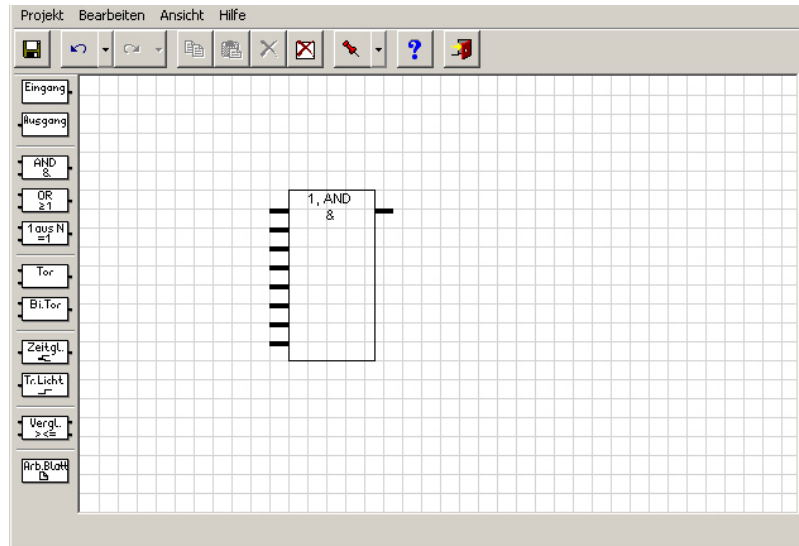 Projekt Bearbeiten Ansicht Hilfe
?
Eingang
Ausgang
AND
&
OR
≥1
1 aus N
=1
Tor
Bi.Tor
Zeitgl.
Tr.Licht
Vergl.
><=
Arb.Blatt
1, AND
&